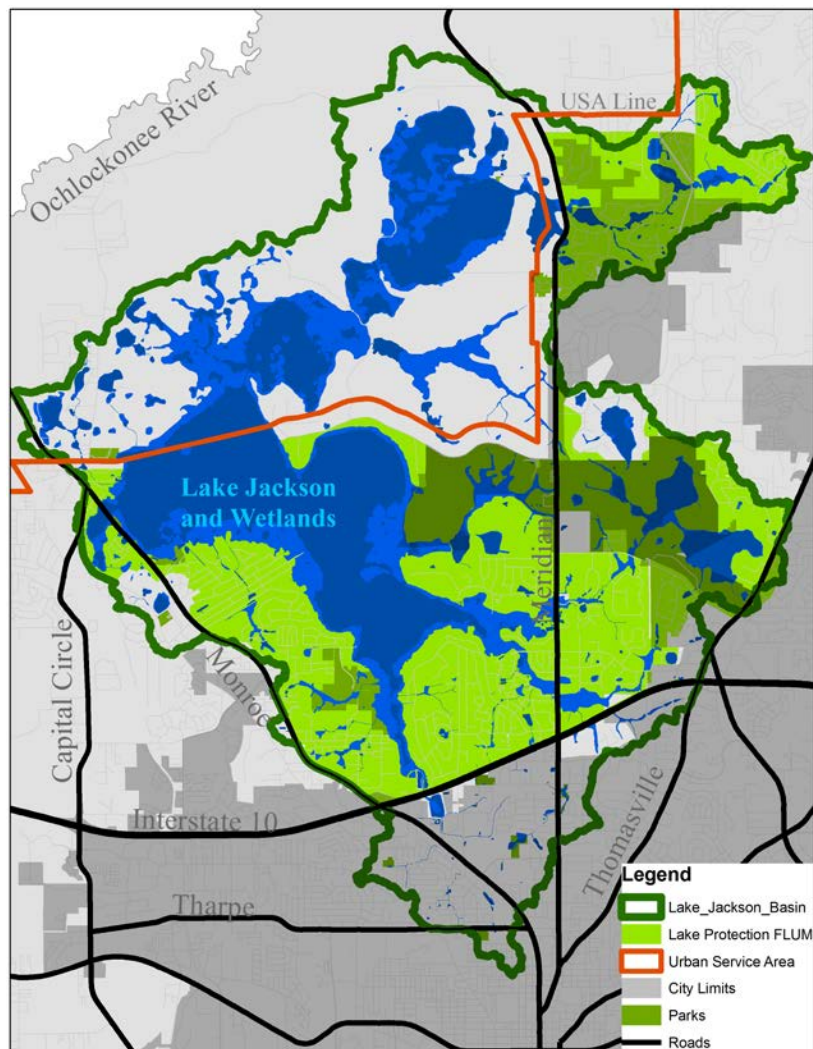 USA Line
Ochlockonee River
Lake Jackson
and Wetlands
Meridian
Capital Circle
Monroe
Interstate 10
Thomasville
Tharpe
Legend
Lake_Jackson_Basin
Lake Protection FLUM
Urban Service Area
City Limits
Parks
Roads